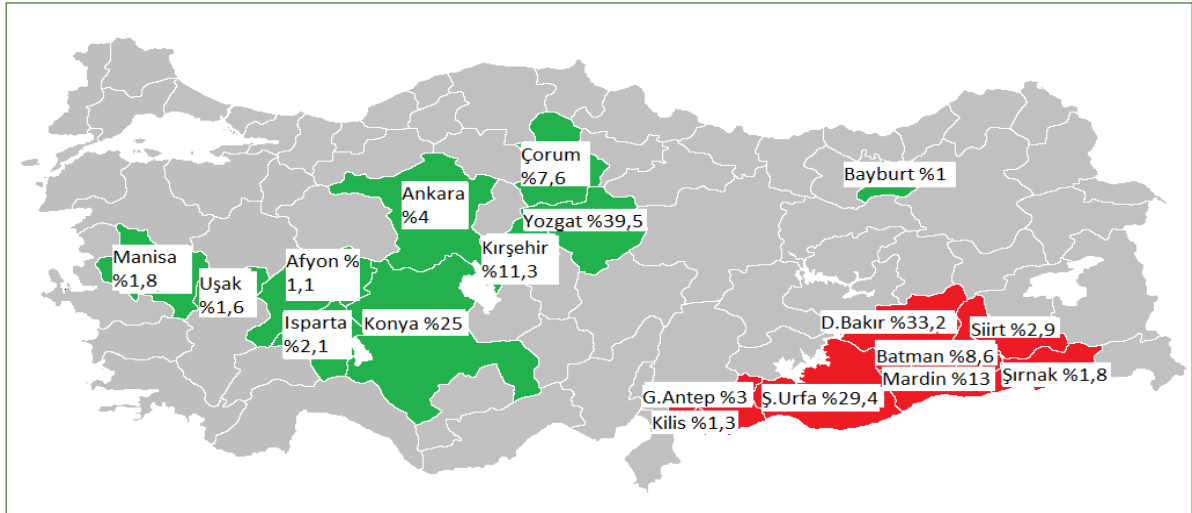 Çorum
%7,6
Bayburt %1
Ankara
%4
Yozgat %39,5
Kırşehir
%11,3
Manisa
%1,8
Uşak
%1,6
Afyon %
1,1
Isparta
%2,1
Konya %25
D.Bakır %33,2
Siirt %2,9
Batman %8,6
Mardin %13
Şırnak %1,8
G.Antep %3
Ş.Urfa %29,4
Kilis %1,3